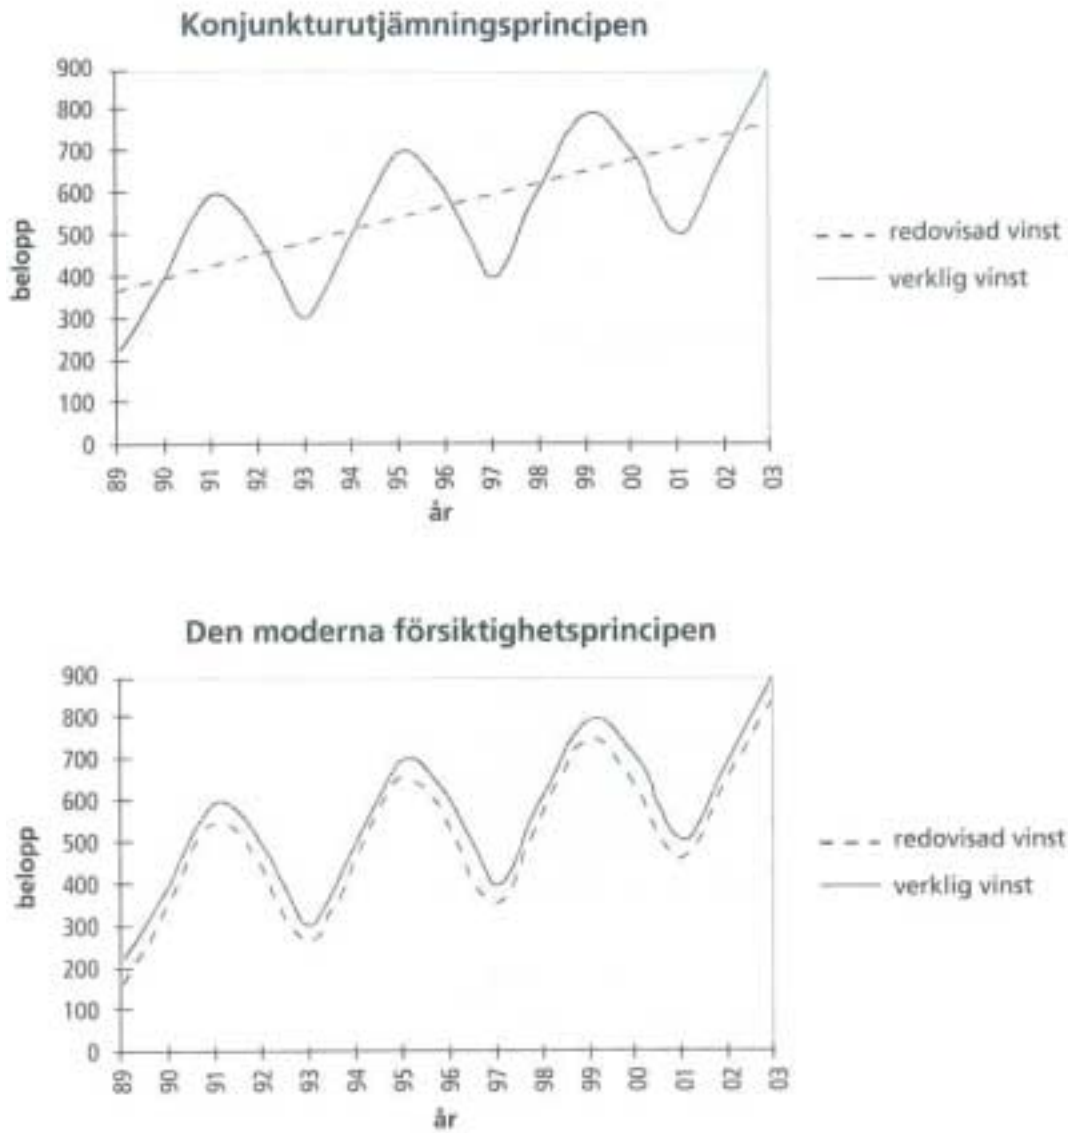 Konjunkturutjämningsprincipen
900
800
700
600
500
400
300
200
100
0
belopp
89 90 91 92 93 94 95 96 97 98 99 00 01 02 03
år
redovisad vinst
verklig vinst
Den moderna försiktighetsprincipen
900
800
700
600
500
400
300
200
100
0
belopp
89 90 91 92 93 94 95 96 97 98 99 00 01 02 03
år
redovisad vinst
verklig vinst